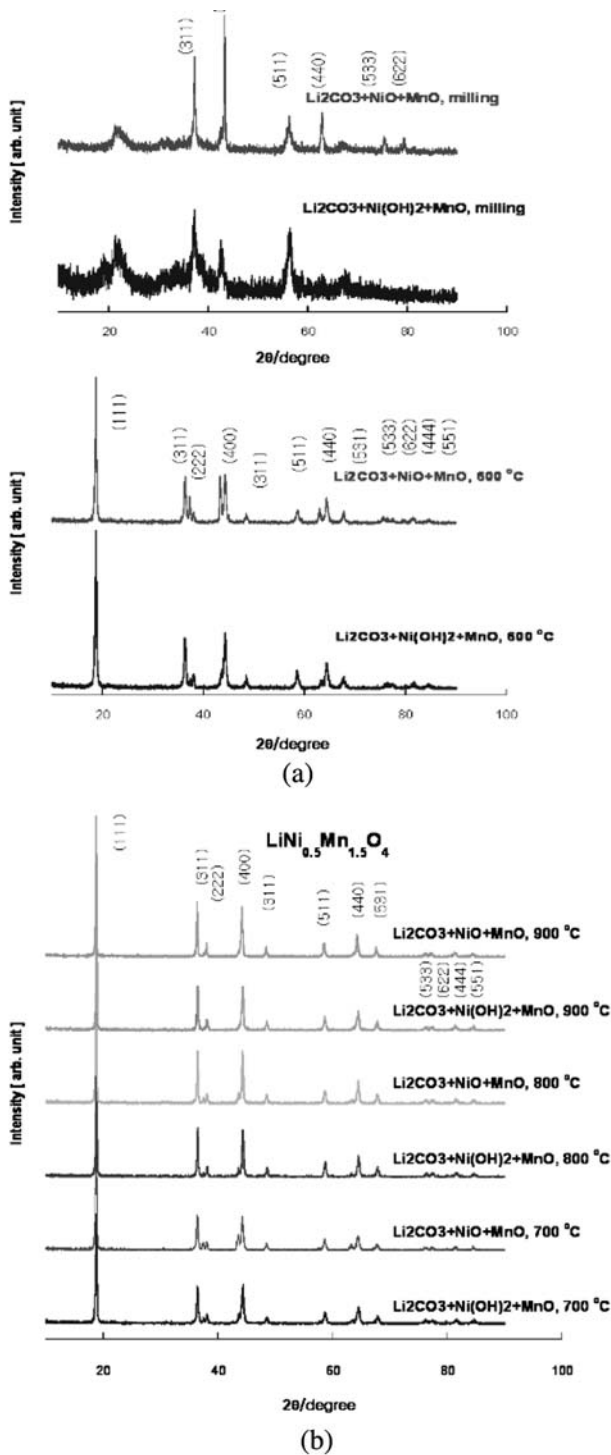 (311)
(511)
(440)
(533)
(622)
Li2CO3+NiO+MnO, milling
Li2CO3+Ni(OH)2+MnO, milling
Intensity [ arb. unit ]
20 40 60 80 100
2θ/degree
(111)
(311)
(222)
(400)
(311)
(511)
(440)
(531)
(533)
(622)
(444)
(551)
Li2CO3+NiO+MnO, 600 °C
Li2CO3+Ni(OH)2+MnO, 600 °C
Intensity [ arb. unit ]
20 40 60 80 100
2θ/degree
(a)
LiNi0.5Mn1.5O4
(111)
(311)
(222)
(400)
(311)
(511)
(440)
(531)
Li2CO3+NiO+MnO, 900 °C
(533)
(622)
(444)
(551)
Li2CO3+Ni(OH)2+MnO, 900 °C
Li2CO3+NiO+MnO, 800 °C
Li2CO3+Ni(OH)2+MnO, 800 °C
Li2CO3+NiO+MnO, 700 °C
Li2CO3+Ni(OH)2+MnO, 700 °C
Intensity [ arb. unit ]
20 40 60 80 100
2θ/degree
(b)